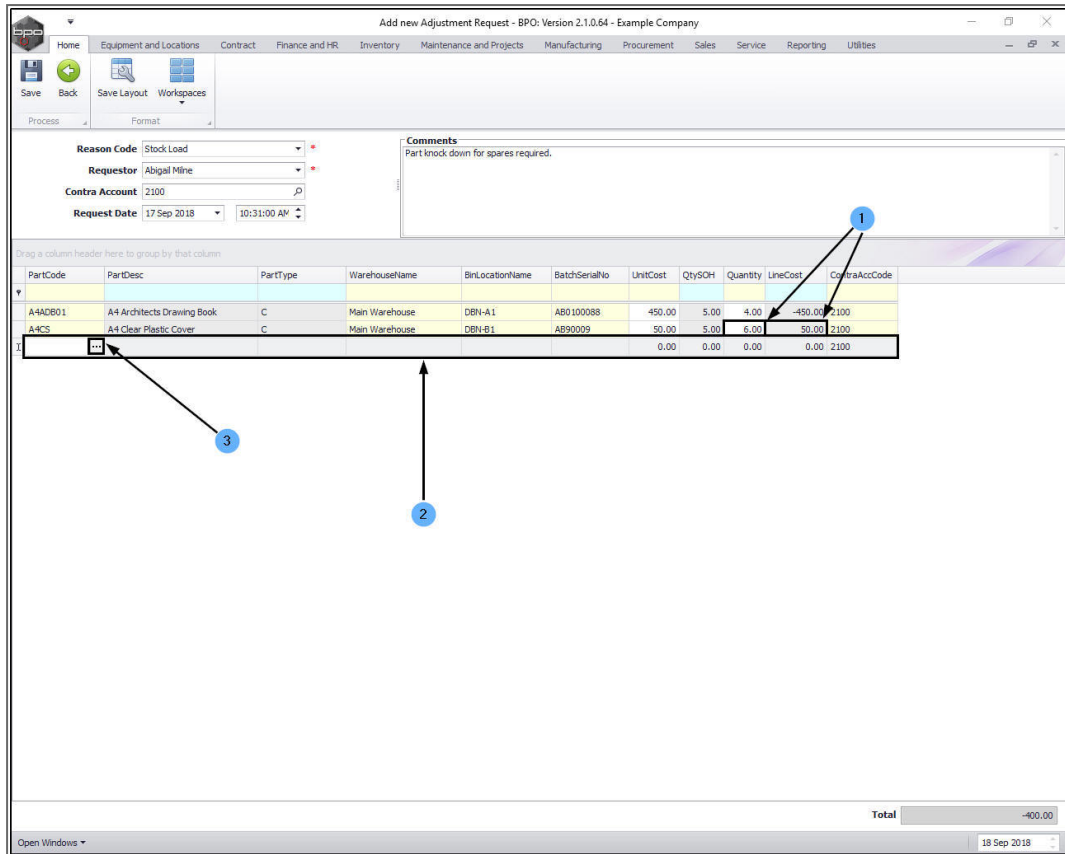 Add new Adjustment Request - BPO: Version 2.1.0.64 - Example Company
bpo
Home Equipment and Locations Contract Finance and HR Inventory Maintenance and Projects Manufacturing Procurement Sales Service Reporting Utilities
Save Back Save Layout Workspaces
Process Format
Reason Code Stock Load *
Requestor Abigail Milne *
Contra Account 2100
Request Date 17 Sep 2018 10:31:00 AM
Comments
Part knock down for spares required.
1
Drag a column header here to group by that column
PartCode PartDesc PartType WarehouseName BinLocationName BatchSerialNo UnitCost QtySOH Quantity LineCost ContraAccCode
A4ADB01 A4 Architects Drawing Book C Main Warehouse DBN-A1 AB0100088 450.00 5.00 4.00 -450.00 2100
A4CS A4 Clear Plastic Cover C Main Warehouse DBN-B1 AB90009 50.00 5.00 6.00 50.00 2100
... 0.00 0.00 0.00 0.00 2100
3
2
Total -400.00
Open Windows 18 Sep 2018